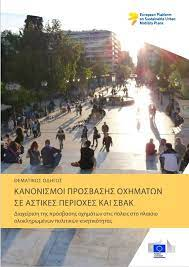 European Platform
on Sustainable Urban
Mobility Plans
ΘΕΜΑΤΙΚΟΣ ΟΔΗΓΟΣ
ΚΑΝΟΝΙΣΜΟΙ ΠΡΟΣΒΑΣΗΣ ΟΧΗΜΑΤΩΝ
ΣΕ ΑΣΤΙΚΕΣ ΠΕΡΙΟΧΕΣ ΚΑΙ ΣΒΑΚ
Διαχείριση της πρόσβασης οχημάτων στις πόλεις στο πλαίσιο
ολοκληρωμένων πολιτικών κινητικότητας